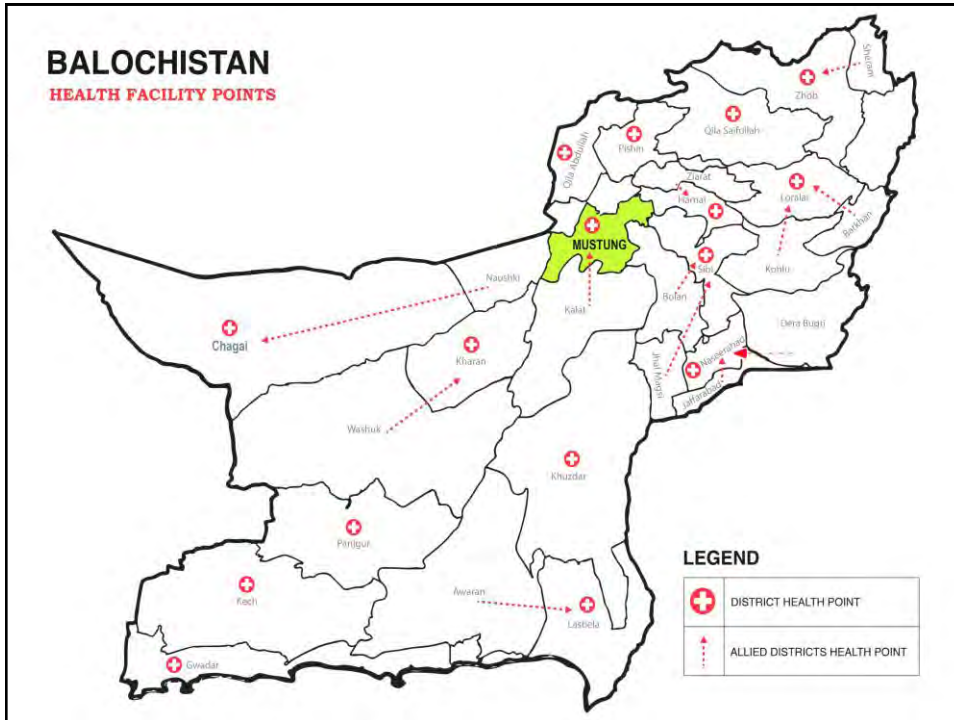 BALOCHISTAN
HEALTH FACILITY POINTS
Sheram
Zhob
Qila Saifullah
Pishin
Qila Abdullah
Ziarat
Harnai
Loralai
Barkhan
MUSTUNG
Sibi
Kohlu
Naushki
Bolan
Kalat
Dera Bugti
Chagai
Kharan
Naseerabad
Jhal Magsi
Jaffarabad
Washuk
Khuzdar
Panjgur
Kech
Awaran
Lasbela
Gwadar
LEGEND
DISTRICT HEALTH POINT
ALLIED DISTRICTS HEALTH POINT